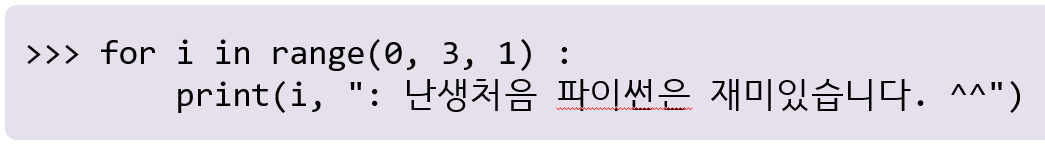 >>> for i in range(0, 3, 1) :
print(i, ": 난생처음 파이썬은 재미있습니다. ^^")